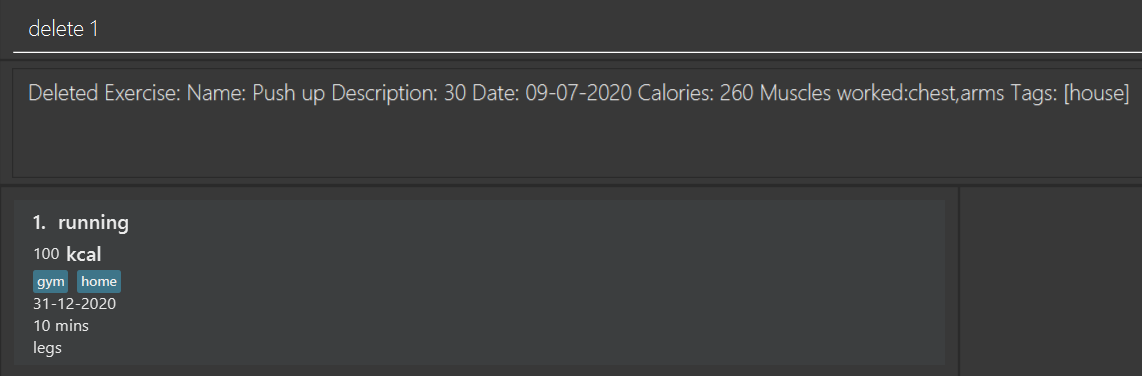 delete 1
Deleted Exercise: Name: Push up Description: 30 Date: 09-07-2020 Calories: 260 Muscles worked:chest,arms Tags: [house]
1. running
100 kcal
gym home
31-12-2020
10 mins
legs